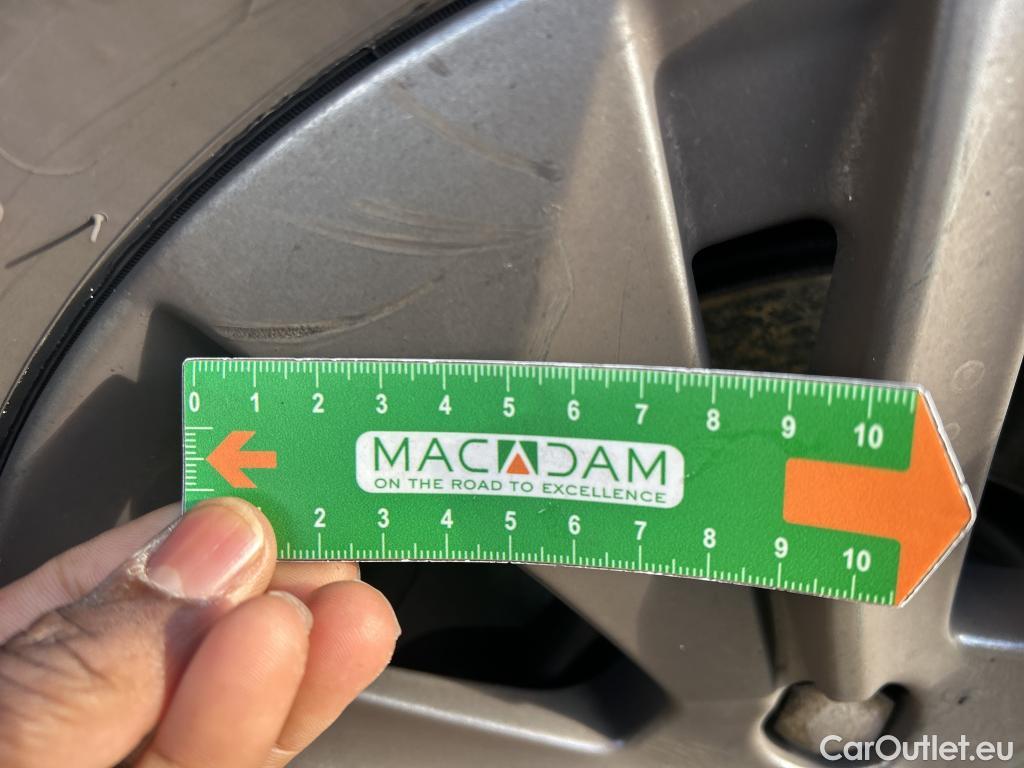 0 1 2 3 4 5 6 7 8 9 10
MACADAM
ON THE ROAD TO EXCELLENCE
2 3 4 5 6 7 8 9 10
CarOutlet.eu